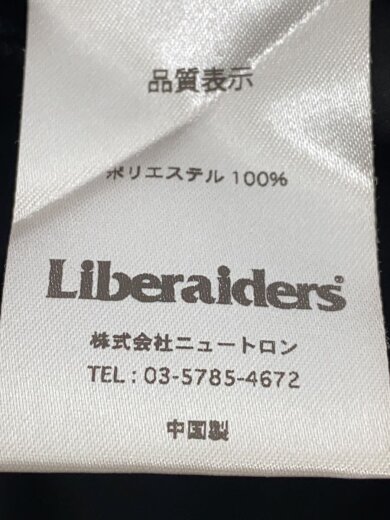 品質表示
ポリエステル 100%
Liberaiders®
株式会社ニュートロン
TEL : 03-5785-4672
中国製